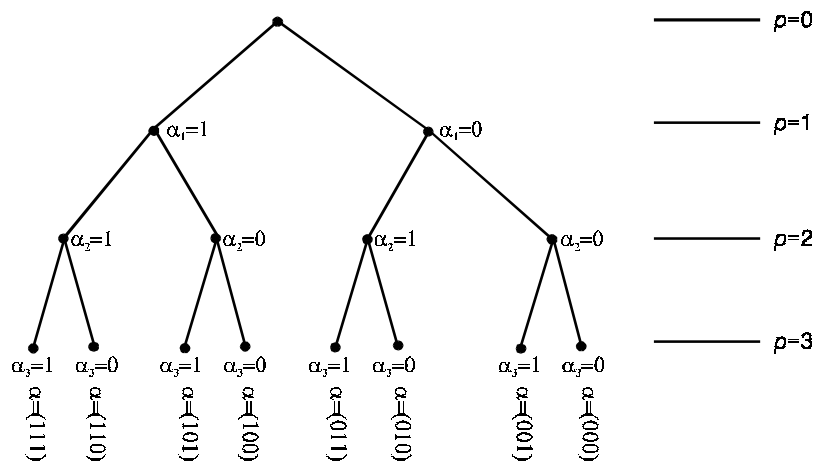 p=0
α₁=1 α₁=0 p=1
α₂=1 α₂=0 α₂=1 α₂=0 p=2
p=3
α₃=1 α₃=0 α₃=1 α₃=0 α₃=1 α₃=0 α₃=1 α₃=0
α=(111) α=(110) α=(101) α=(100) α=(011) α=(010) α=(001) α=(000)